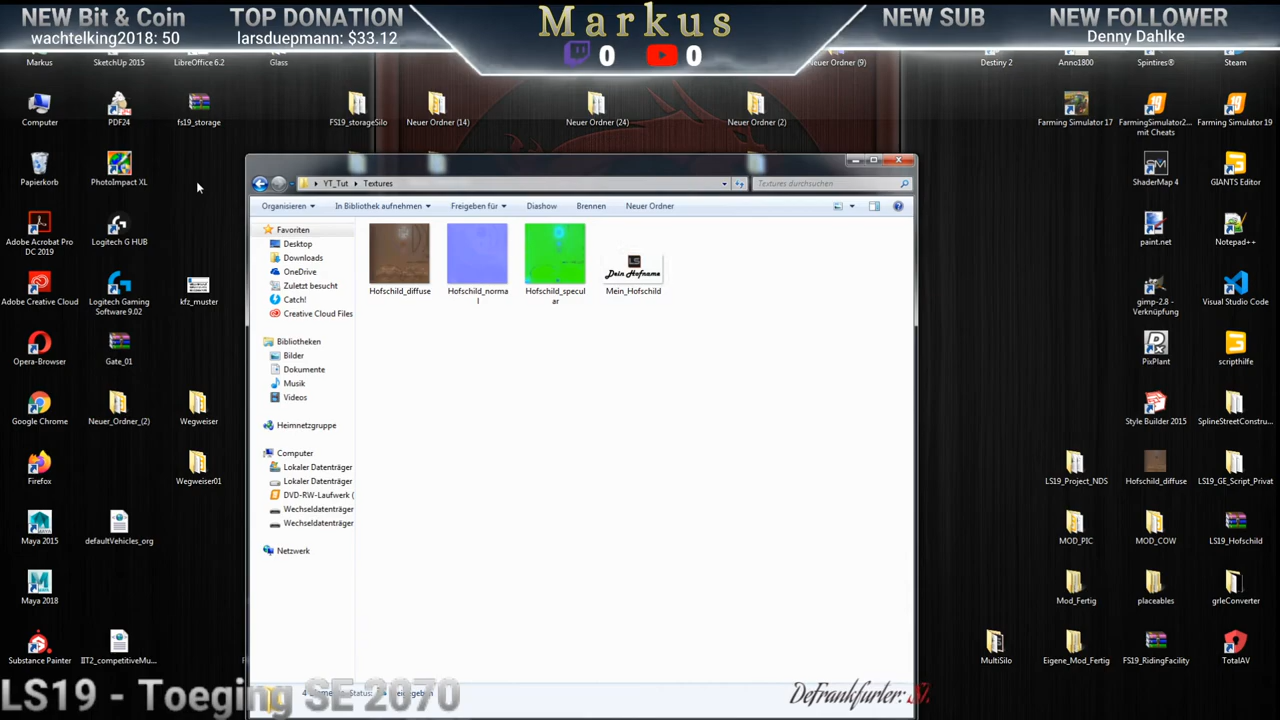 NEW Bit & Coin
wachtelking2018: 50
TOP DONATION
larsduepmann: $33.12
Markus
0
0
NEW SUB
NEW FOLLOWER
Denny Dahlke
Markus
SketchUp 2015
LibreOffice 6.2
Glass
Neuer Ordner (9)
Destiny 2
Anno1800
Spintires®
Steam
Computer
PDF24
fs19_storage
FS19_storageSilo
Neuer Ordner (14)
Neuer Ordner (24)
Neuer Ordner (2)
Farming Simulator 17
FarmingSimulator2...
mit Cheats
Farming Simulator 19
Papierkorb
PhotoImpact XL
ShaderMap 4
GIANTS Editor
Adobe Acrobat Pro
DC 2019
Logitech G HUB
paint.net
Notepad++
Adobe Creative Cloud
Logitech Gaming
Software 9.02
kfz_muster
gimp-2.8 -
Verknüpfung
Visual Studio Code
Opera-Browser
Gate_01
PixPlant
scripthilfe
Google Chrome
Neuer_Ordner_(2)
Wegweiser
Style Builder 2015
SplineStreetConstru...
Firefox
Wegweiser01
LS19_Project_NDS
Hofschild_diffuse
LS19_GE_Script_Privat
Maya 2015
defaultVehicles_org
MOD_PIC
MOD_COW
LS19_Hofschild
Maya 2018
Mod_Fertig
placeables
grleConverter
Substance Painter
IIT2_competitiveMu...
MultiSilo
Eigene_Mod_Fertig
FS19_RidingFacility
TotalAV
YT_Tut
Textures
Textures durchsuchen
Organisieren
In Bibliothek aufnehmen
Freigeben für
Diashow
Brennen
Neuer Ordner
Favoriten
Desktop
Downloads
OneDrive
Zuletzt besucht
Catch!
Creative Cloud Files
Bibliotheken
Bilder
Dokumente
Musik
Videos
Heimnetzgruppe
Computer
Lokaler Datenträger
Lokaler Datenträger
DVD-RW-Laufwerk (
Wechseldatenträger
Wechseldatenträger
Netzwerk
Hofschild_diffuse
Hofschild_norma
l
Hofschild_specul
ar
Dein Hofname
Mein_Hofschild
Status:
LS19 - Toeging SE 2070
DeFrankfurter: